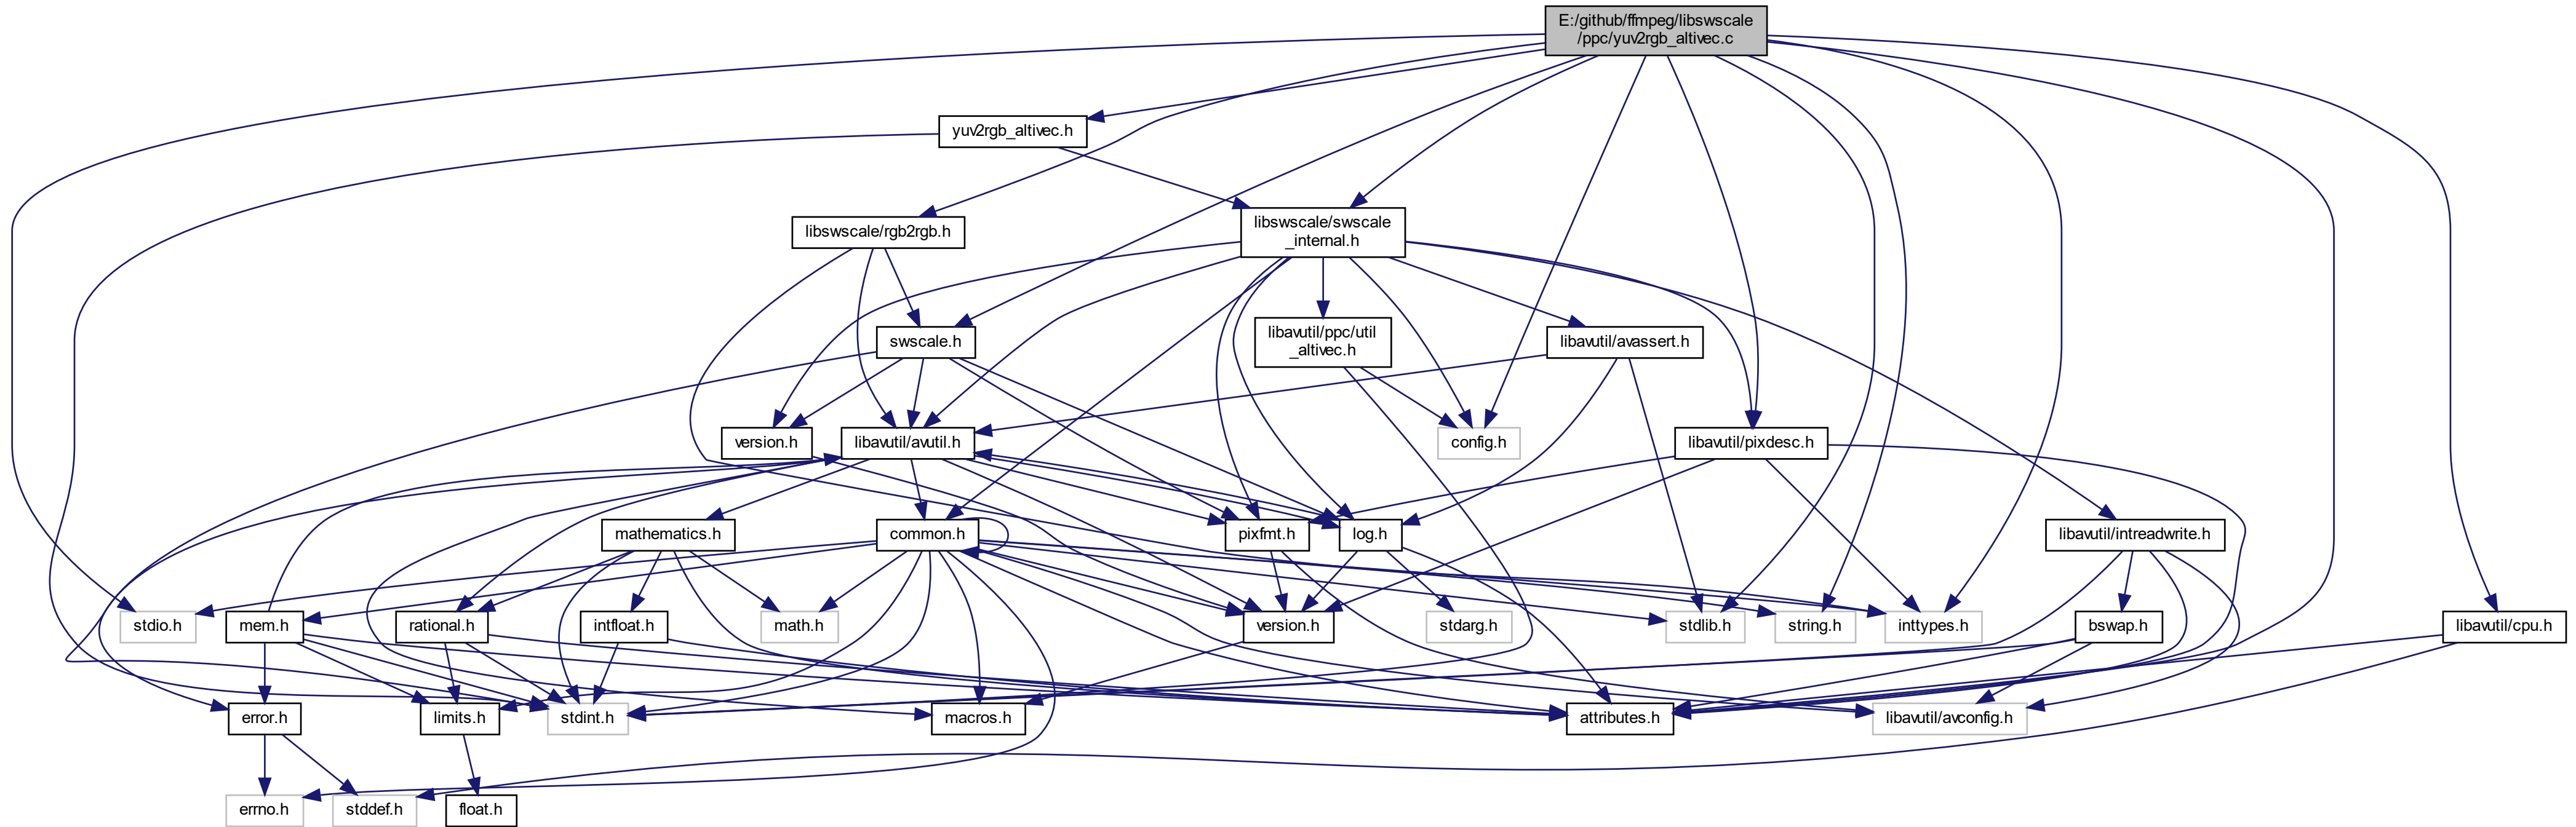 E:/github/ffmpeg/libswscale
/ppc/yuv2rgb_altivec.c
yuv2rgb_altivec.h
libswscale/rgb2rgb.h
libswscale/swscale
_internal.h
swscale.h
libavutil/ppc/util
_altivec.h
libavutil/avassert.h
version.h
libavutil/avutil.h
config.h
libavutil/pixdesc.h
mathematics.h
common.h
pixfmt.h
log.h
libavutil/intreadwrite.h
stdio.h
mem.h
rational.h
intfloat.h
math.h
version.h
stdarg.h
stdlib.h
string.h
inttypes.h
bswap.h
libavutil/cpu.h
error.h
limits.h
stdint.h
macros.h
attributes.h
libavutil/avconfig.h
errno.h
stddef.h
float.h